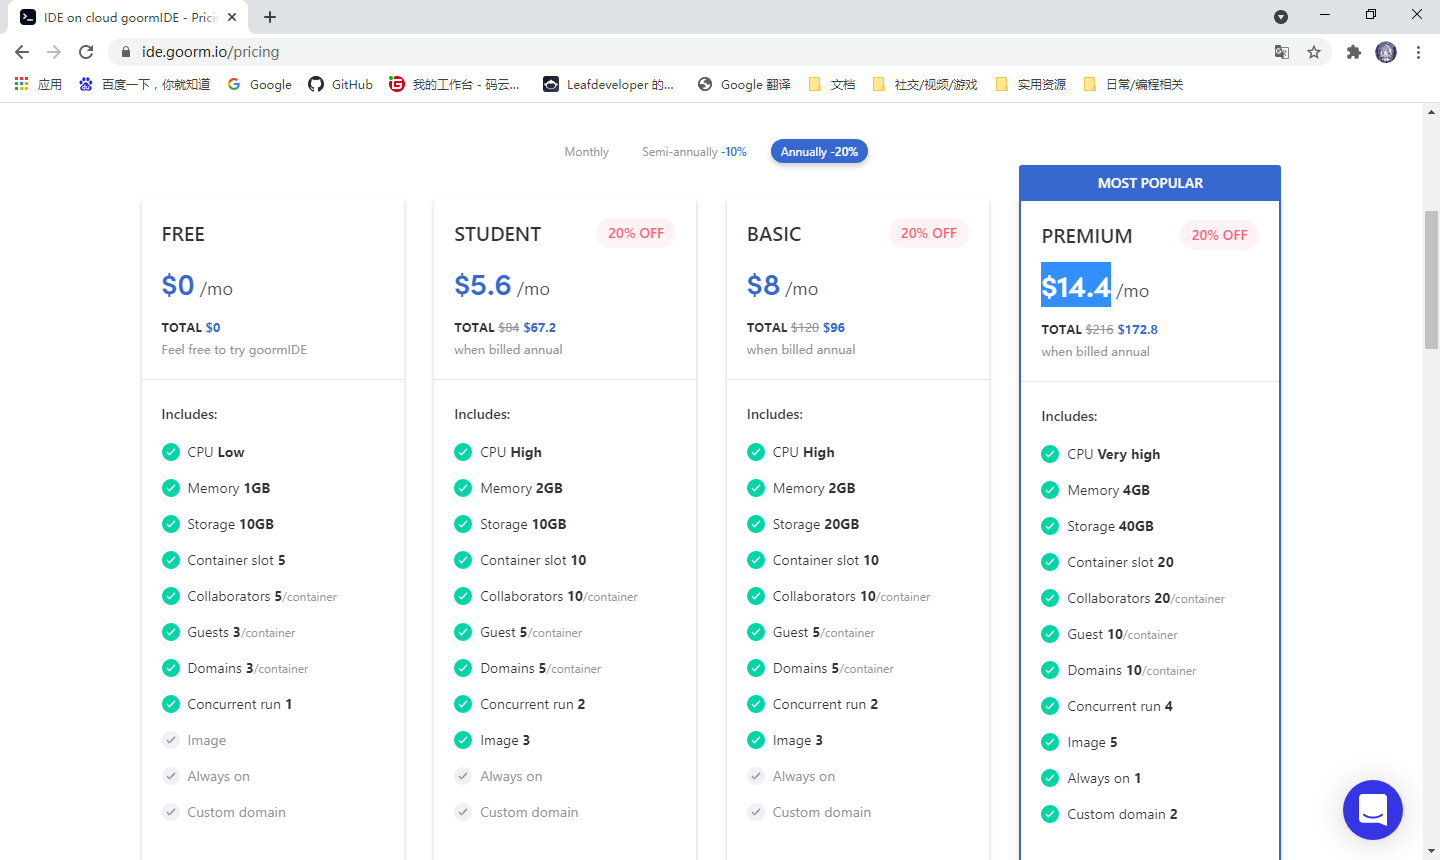 IDE on cloud goormIDE - Prici
ide.goorm.io/pricing
应用
百度一下，你就知道
Google
GitHub
我的工作台 - 码云...
Leafdeveloper 的...
Google 翻译
文档
社交/视频/游戏
实用资源
日常/编程相关
Monthly
Semi-annually -10%
Annually -20%
FREE
$0 /mo
TOTAL $0
Feel free to try goormIDE
Includes:
CPU Low
Memory 1GB
Storage 10GB
Container slot 5
Collaborators 5/container
Guests 3/container
Domains 3/container
Concurrent run 1
Image
Always on
Custom domain
STUDENT
20% OFF
$5.6 /mo
TOTAL $84 $67.2
when billed annual
Includes:
CPU High
Memory 2GB
Storage 10GB
Container slot 10
Collaborators 10/container
Guest 5/container
Domains 5/container
Concurrent run 2
Image 3
Always on
Custom domain
BASIC
20% OFF
$8 /mo
TOTAL $120 $96
when billed annual
Includes:
CPU High
Memory 2GB
Storage 20GB
Container slot 10
Collaborators 10/container
Guest 5/container
Domains 5/container
Concurrent run 2
Image 3
Always on
Custom domain
MOST POPULAR
PREMIUM
20% OFF
$14.4 /mo
TOTAL $216 $172.8
when billed annual
Includes:
CPU Very high
Memory 4GB
Storage 40GB
Container slot 20
Collaborators 20/container
Guest 10/container
Domains 10/container
Concurrent run 4
Image 5
Always on 1
Custom domain 2